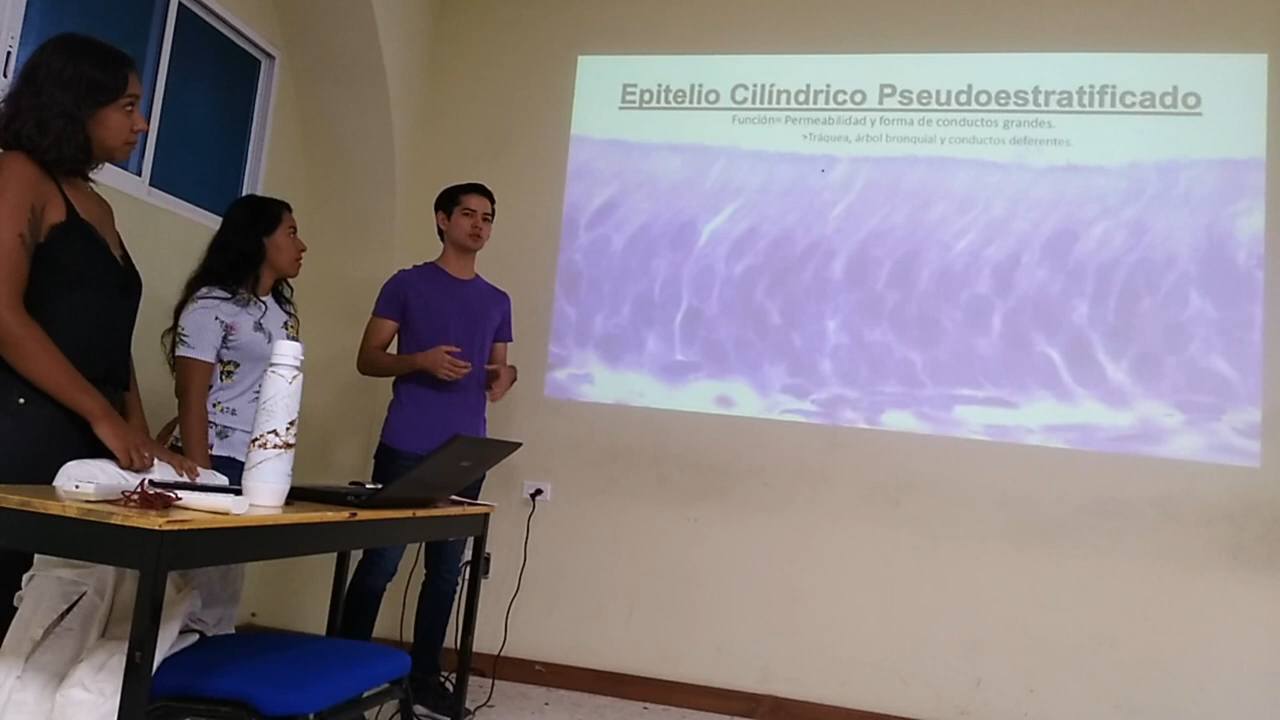 Epitelio Cilíndrico Pseudoestratificado
Función= Permeabilidad y forma de conductos grandes.
>Tráquea, árbol bronquial y conductos deferentes.